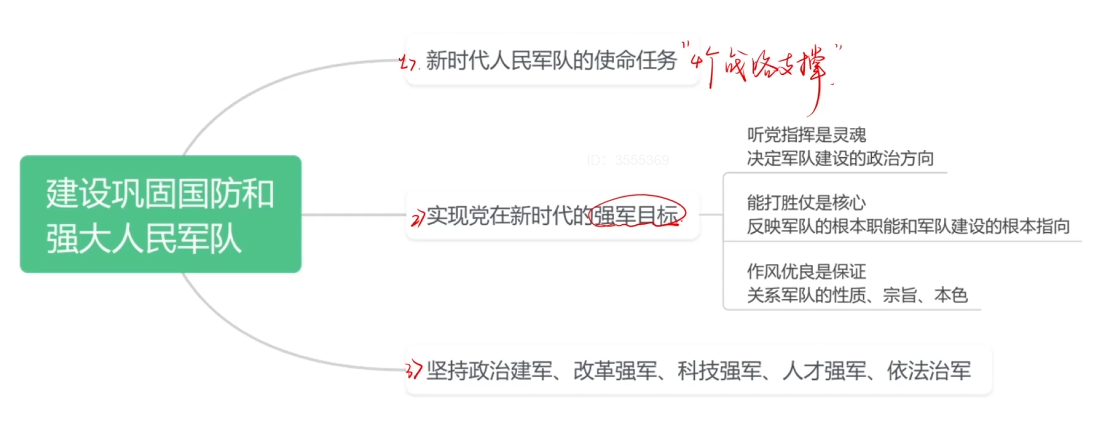 建设巩固国防和
强大人民军队
1). 新时代人民军队的使命任务 "4个战略支撑"
ID：3555369
2) 实现党在新时代的强军目标
听党指挥是灵魂
决定军队建设的政治方向
能打胜仗是核心
反映军队的根本职能和军队建设的根本指向
作风优良是保证
关系军队的性质、宗旨、本色
3) 坚持政治建军、改革强军、科技强军、人才强军、依法治军